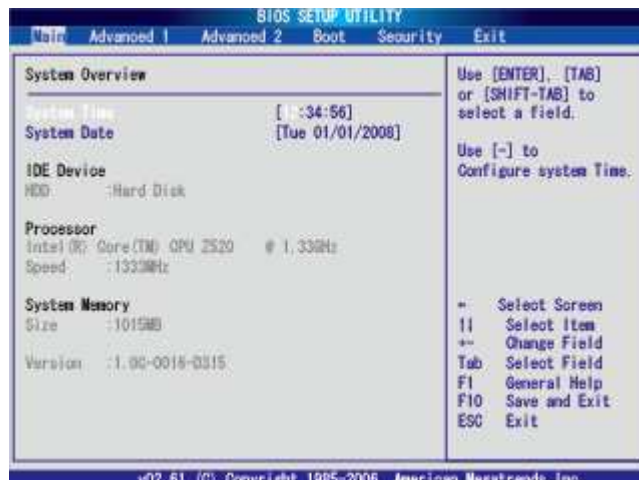 BIOS SETUP UTILITY
Main Advanced 1 Advanced 2 Boot Security Exit
System Overview
System Time [ :34:56]
System Date [Tue 01/01/2008]
IDE Device
HDD :Hard Disk
Processor
Intel(R) Core(TM) CPU Z520 @ 1.33GHz
Speed :1333MHz
System Memory
Size :1015MB
Version :1.0C-0016-0315
Use [ENTER], [TAB]
or [SHIFT-TAB] to
select a field.
Use [-] to
Configure system Time.
← Select Screen
↑↓ Select Item
+- Change Field
Tab Select Field
F1 General Help
F10 Save and Exit
ESC Exit
v02.61 (C) Copyright 1985-2006, American Megatrends Inc.